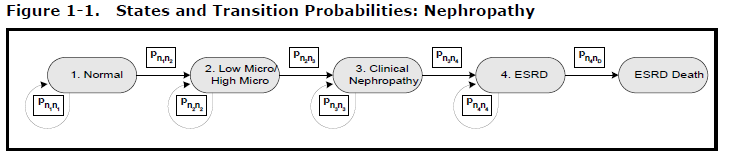 Figure 1-1. States and Transition Probabilities: Nephropathy
Pn₁n₂
Pn₂n₃
Pn₃n₄
Pn₄n_D
1. Normal
2. Low Micro/
High Micro
3. Clinical
Nephropathy
4. ESRD
ESRD Death
Pn₁n₁
Pn₂n₂
Pn₃n₃
Pn₄n₄